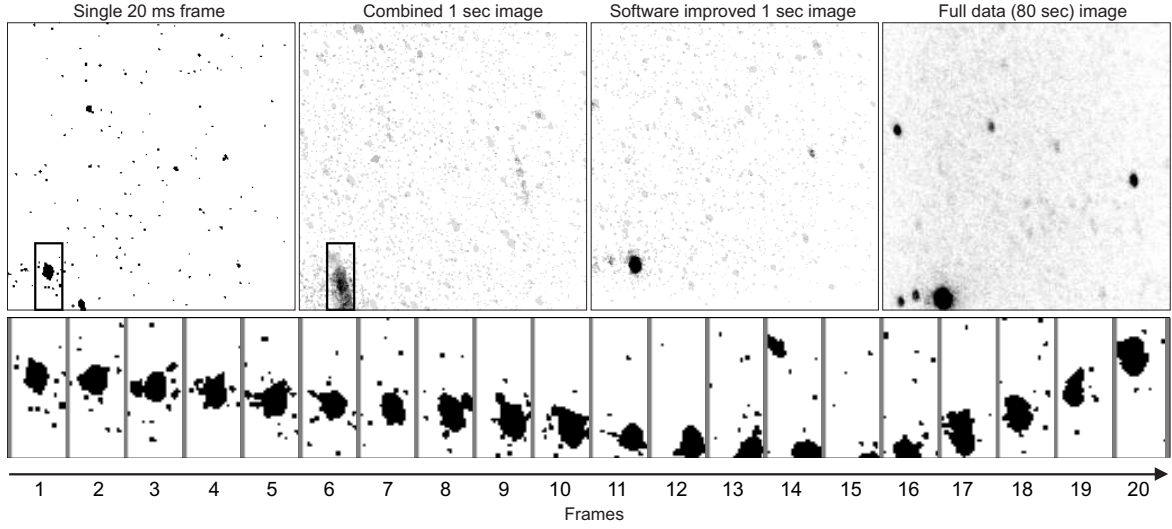 Single 20 ms frame
Combined 1 sec image
Software improved 1 sec image
Full data (80 sec) image
1 2 3 4 5 6 7 8 9 10 11 12 13 14 15 16 17 18 19 20
Frames